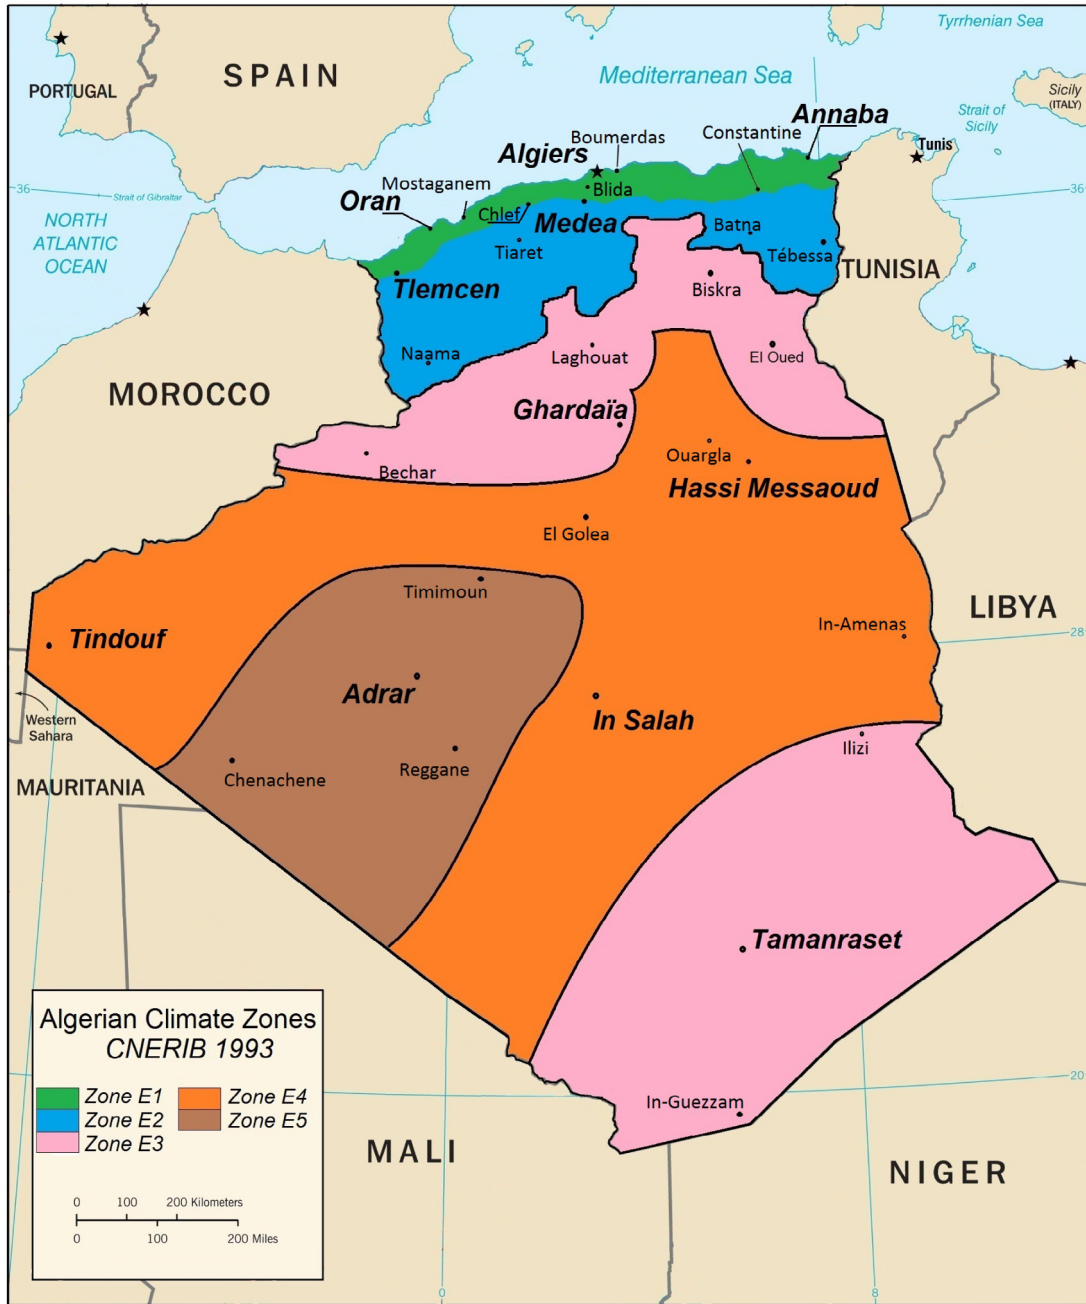 Tyrrhenian Sea
SPAIN
PORTUGAL
Mediterranean Sea
Sicily
(ITALY)
Strait of
Sicily
Annaba
Constantine
Boumerdas
Tunis
Algiers
Mostaganem
Blida
36
36
Strait of Gibraltar
Oran
Chlef
Medea
NORTH
ATLANTIC
OCEAN
Batna
Tiaret
Tébessa
TUNISIA
Tlemcen
Biskra
Naama
Laghouat
El Oued
MOROCCO
Ghardaïa
Ouargla
Bechar
Hassi Messaoud
El Golea
Timimoun
LIBYA
In-Amenas
28
Tindouf
Adrar
In Salah
Western
Sahara
Ilizi
Chenachene
Reggane
MAURITANIA
Tamanraset
Algerian Climate Zones
CNERIB 1993
Zone E1
Zone E4
Zone E2
Zone E5
Zone E3
20
In-Guezzam
MALI
NIGER
0 100 200 Kilometers
0 100 200 Miles
0
8